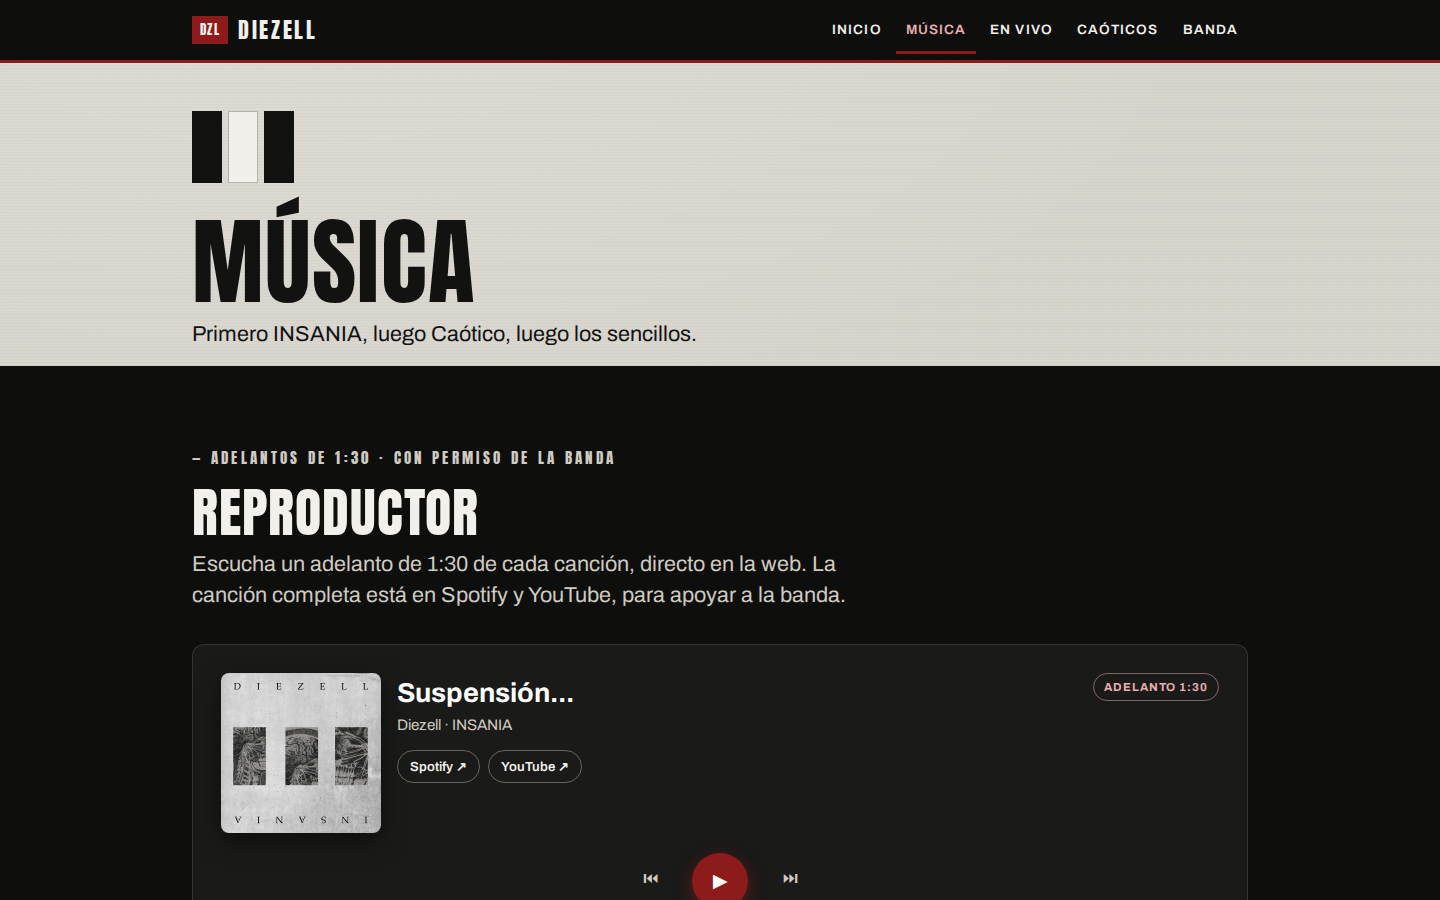 DZL DIEZELL
INICIO MÚSICA EN VIVO CAÓTICOS BANDA
MÚSICA
Primero INSANIA, luego Caótico, luego los sencillos.
– ADELANTOS DE 1:30 · CON PERMISO DE LA BANDA
REPRODUCTOR
Escucha un adelanto de 1:30 de cada canción, directo en la web. La
canción completa está en Spotify y YouTube, para apoyar a la banda.
DIEZELL
INSANIA
Suspensión...
ADELANTO 1:30
Diezell · INSANIA
Spotify ↗ YouTube ↗